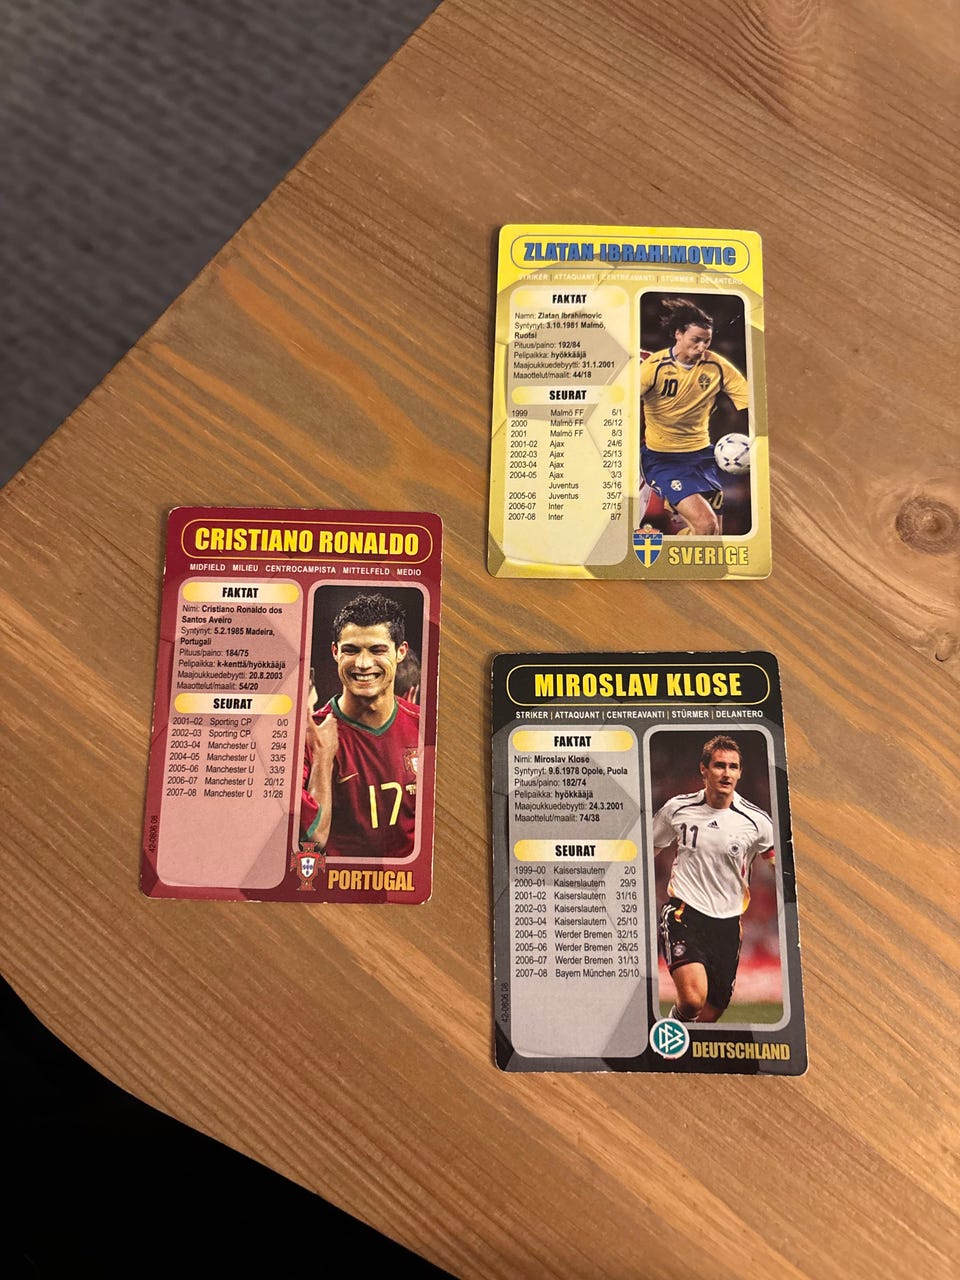 ZLATAN IBRAHIMOVIC
STRIKER | ATTAQUANT | CENTREAVANTI | STÜRMER | DELANTERO
FAKTAT
Namn: Zlatan Ibrahimovic
Syntynyt: 3.10.1981 Malmö,
Ruotsi
Pituus/paino: 192/84
Pelipaikka: hyökkääjä
Maajoukkuedebyytti: 31.1.2001
Maaottelut/maalit: 44/18
SEURAT
1999 Malmö FF 6/1
2000 Malmö FF 26/12
2001 Malmö FF 8/3
2001-02 Ajax 24/6
2002-03 Ajax 25/13
2003-04 Ajax 22/13
2004-05 Ajax 3/3
Juventus 35/16
2005-06 Juventus 35/7
2006-07 Inter 27/15
2007-08 Inter 8/7
10
SVERIGE
CRISTIANO RONALDO
MIDFIELD MILIEU CENTROCAMPISTA MITTELFELD MEDIO
FAKTAT
Nimi: Cristiano Ronaldo dos
Santos Aveiro
Syntynyt: 5.2.1985 Madeira,
Portugali
Pituus/paino: 184/75
Pelipaikka: k-kenttä/hyökkääjä
Maajoukkuedebyytti: 20.8.2003
Maaottelut/maalit: 54/20
SEURAT
2001–02 Sporting CP 0/0
2002–03 Sporting CP 25/3
2003–04 Manchester U 29/4
2004–05 Manchester U 33/5
2005–06 Manchester U 33/9
2006–07 Manchester U 20/12
2007–08 Manchester U 31/28
42-0806 08
17
PORTUGAL
MIROSLAV KLOSE
STRIKER | ATTAQUANT | CENTREAVANTI | STÜRMER | DELANTERO
FAKTAT
Nimi: Miroslav Klose
Syntynyt: 9.6.1978 Opole, Puola
Pituus/paino: 182/74
Pelipaikka: hyökkääjä
Maajoukkuedebyytti: 24.3.2001
Maaottelut/maalit: 74/38
SEURAT
1999–00 Kaiserslautern 2/0
2000–01 Kaiserslautern 29/9
2001–02 Kaiserslautern 31/16
2002–03 Kaiserslautern 32/9
2003–04 Kaiserslautern 25/10
2004–05 Werder Bremen 32/15
2005–06 Werder Bremen 26/25
2006–07 Werder Bremen 31/13
2007–08 Bayern München 25/10
42-0806 08
11
DFB
DEUTSCHLAND